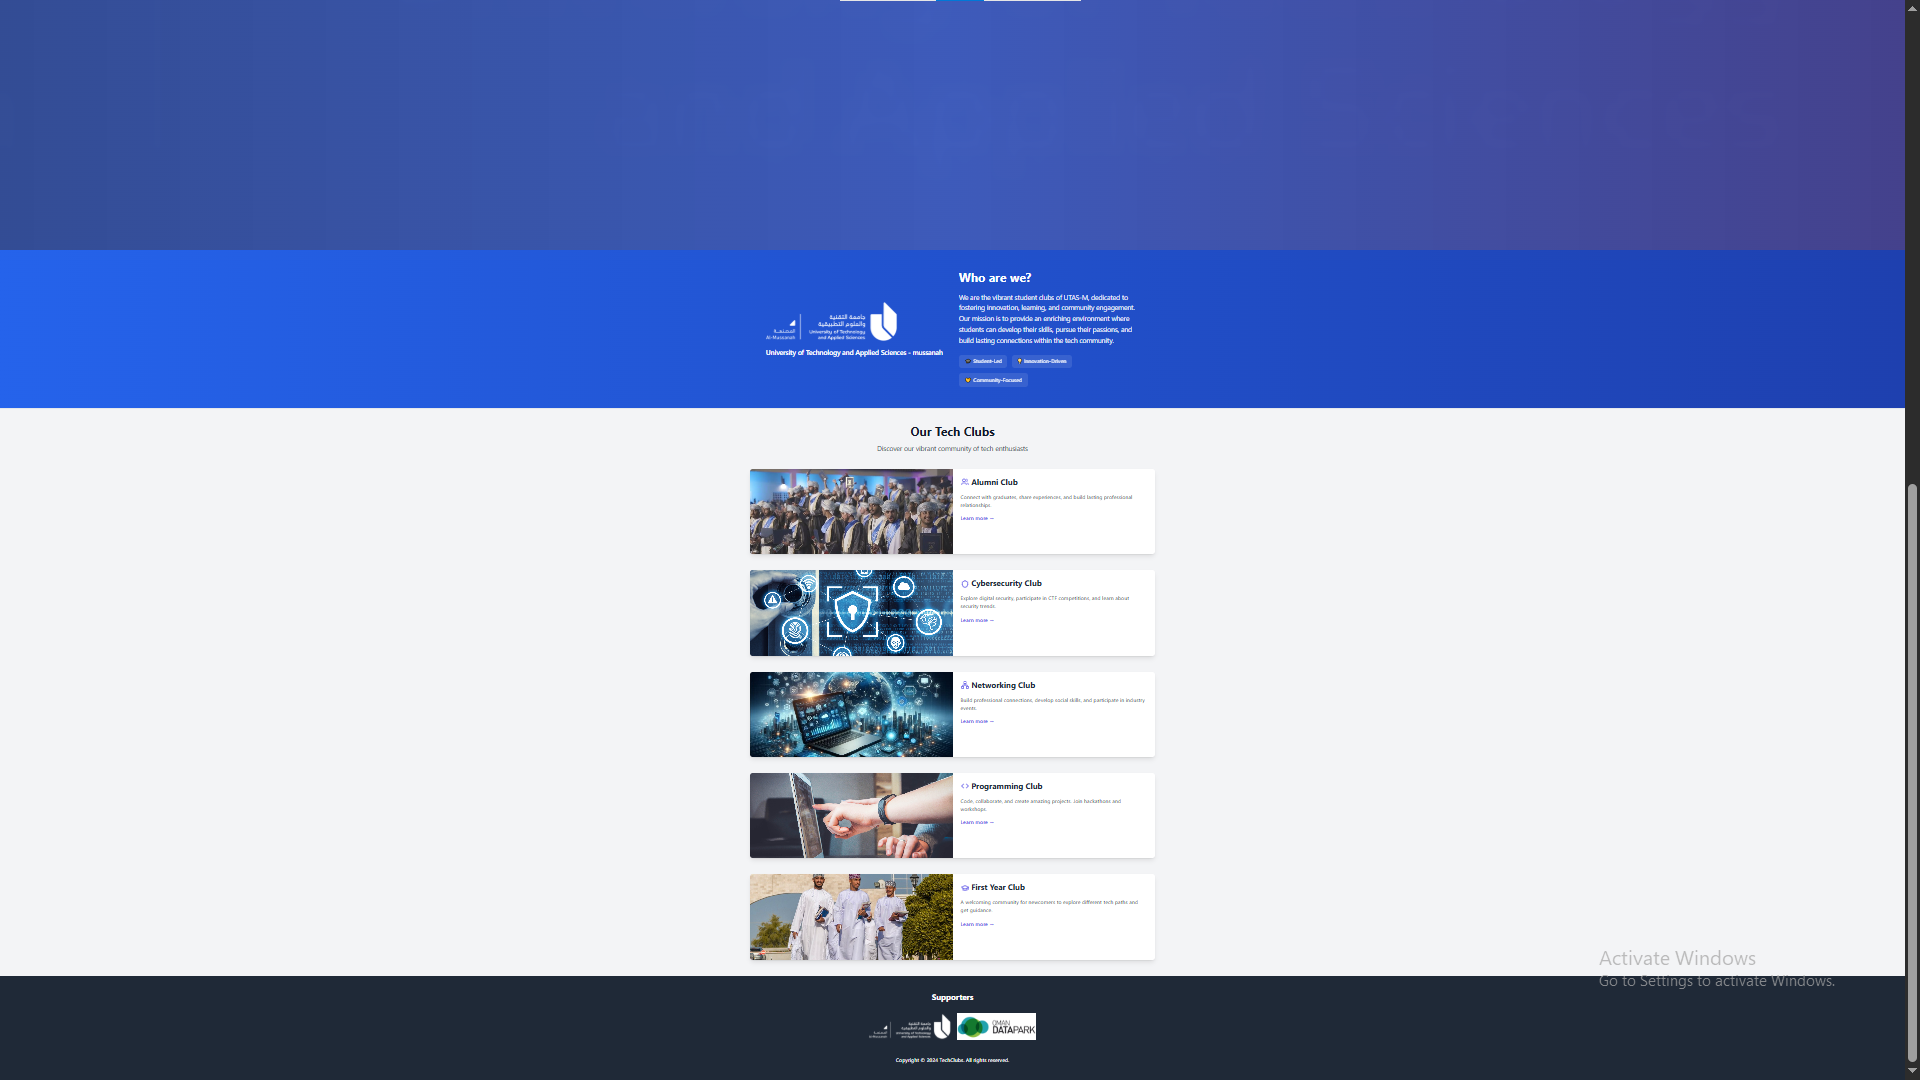 Who are we?
We are the vibrant student clubs of UTAS-M, dedicated to
fostering innovation, learning, and community engagement.
Our mission is to provide an enriching environment where
students can develop their skills, pursue their passions, and
build lasting connections within the tech community.
جامعة التقنية
والعلوم التطبيقية
المصنعة
University of Technology
Al-Mussanah
and Applied Sciences
University of Technology and Applied Sciences - mussanah
Student-Led
Innovation-Driven
Community-Focused
Our Tech Clubs
Discover our vibrant community of tech enthusiasts
Alumni Club
Connect with graduates, share experiences, and build lasting professional
relationships.
Learn more →
Cybersecurity Club
Explore digital security, participate in CTF competitions, and learn about
security trends.
Learn more →
Networking Club
Build professional connections, develop social skills, and participate in industry
events.
Learn more →
Programming Club
Code, collaborate, and create amazing projects. Join hackathons and
workshops.
Learn more →
First Year Club
A welcoming community for newcomers to explore different tech paths and
get guidance.
Learn more →
Activate Windows
Go to Settings to activate Windows.
Supporters
OMAN
DATAPARK
Copyright © 2024 TechClubs. All rights reserved.